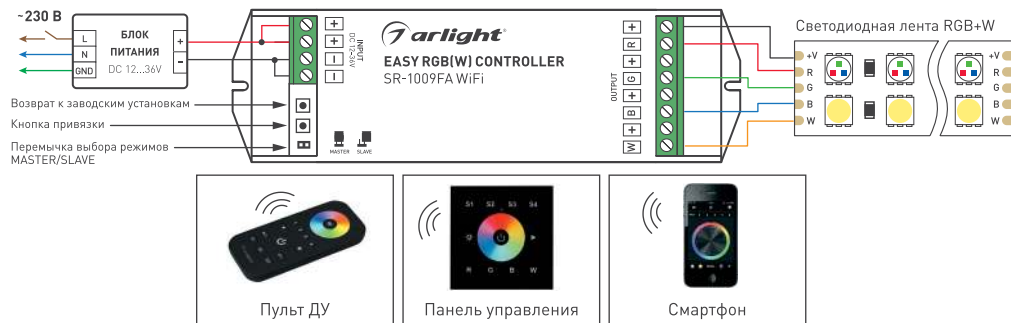 ~230 В
L
N
GND
БЛОК
ПИТАНИЯ
DC 12...36V
+
−
Возврат к заводским установкам
Кнопка привязки
Перемычка выбора режимов
MASTER/SLAVE
+
+
−
−
INPUT
DC 12-36V
MASTER
SLAVE
arlight
EASY RGB(W) CONTROLLER
SR-1009FA WiFi
OUTPUT
+
R
+
G
+
B
+
W
Светодиодная лента RGB+W
+V
R
G
B
W
+V
R
G
B
W
Пульт ДУ
S1 S2 S3 S4
R G B W
Панель управления
Смартфон